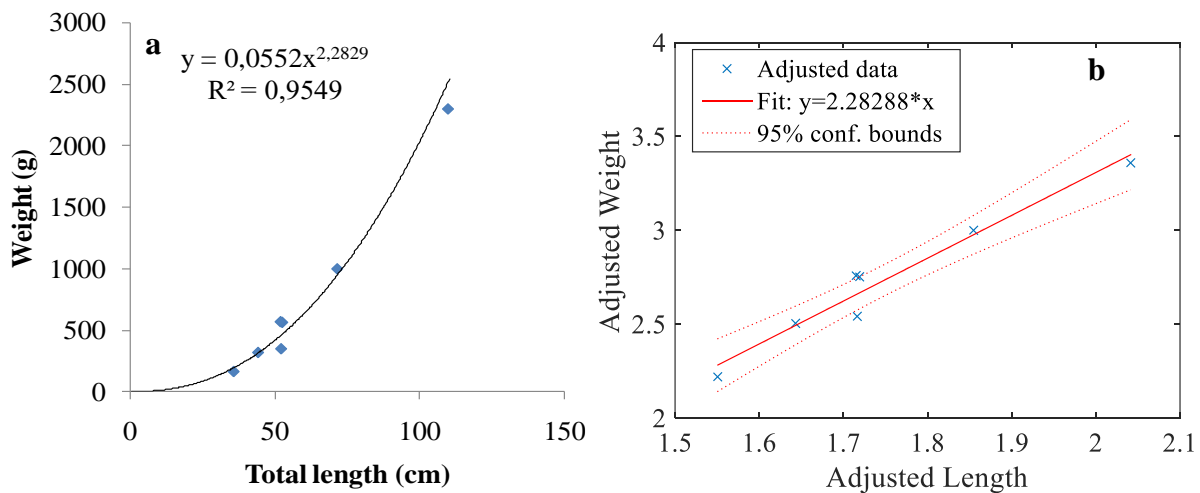 a
y = 0,0552x^2,2829
R² = 0,9549
3000
2500
2000
1500
1000
500
0
0 50 100 150
Weight (g)
Total length (cm)
b
Adjusted data
Fit: y=2.28288*x
95% conf. bounds
4
3.5
3
2.5
2
1.5 1.6 1.7 1.8 1.9 2 2.1
Adjusted Weight
Adjusted Length